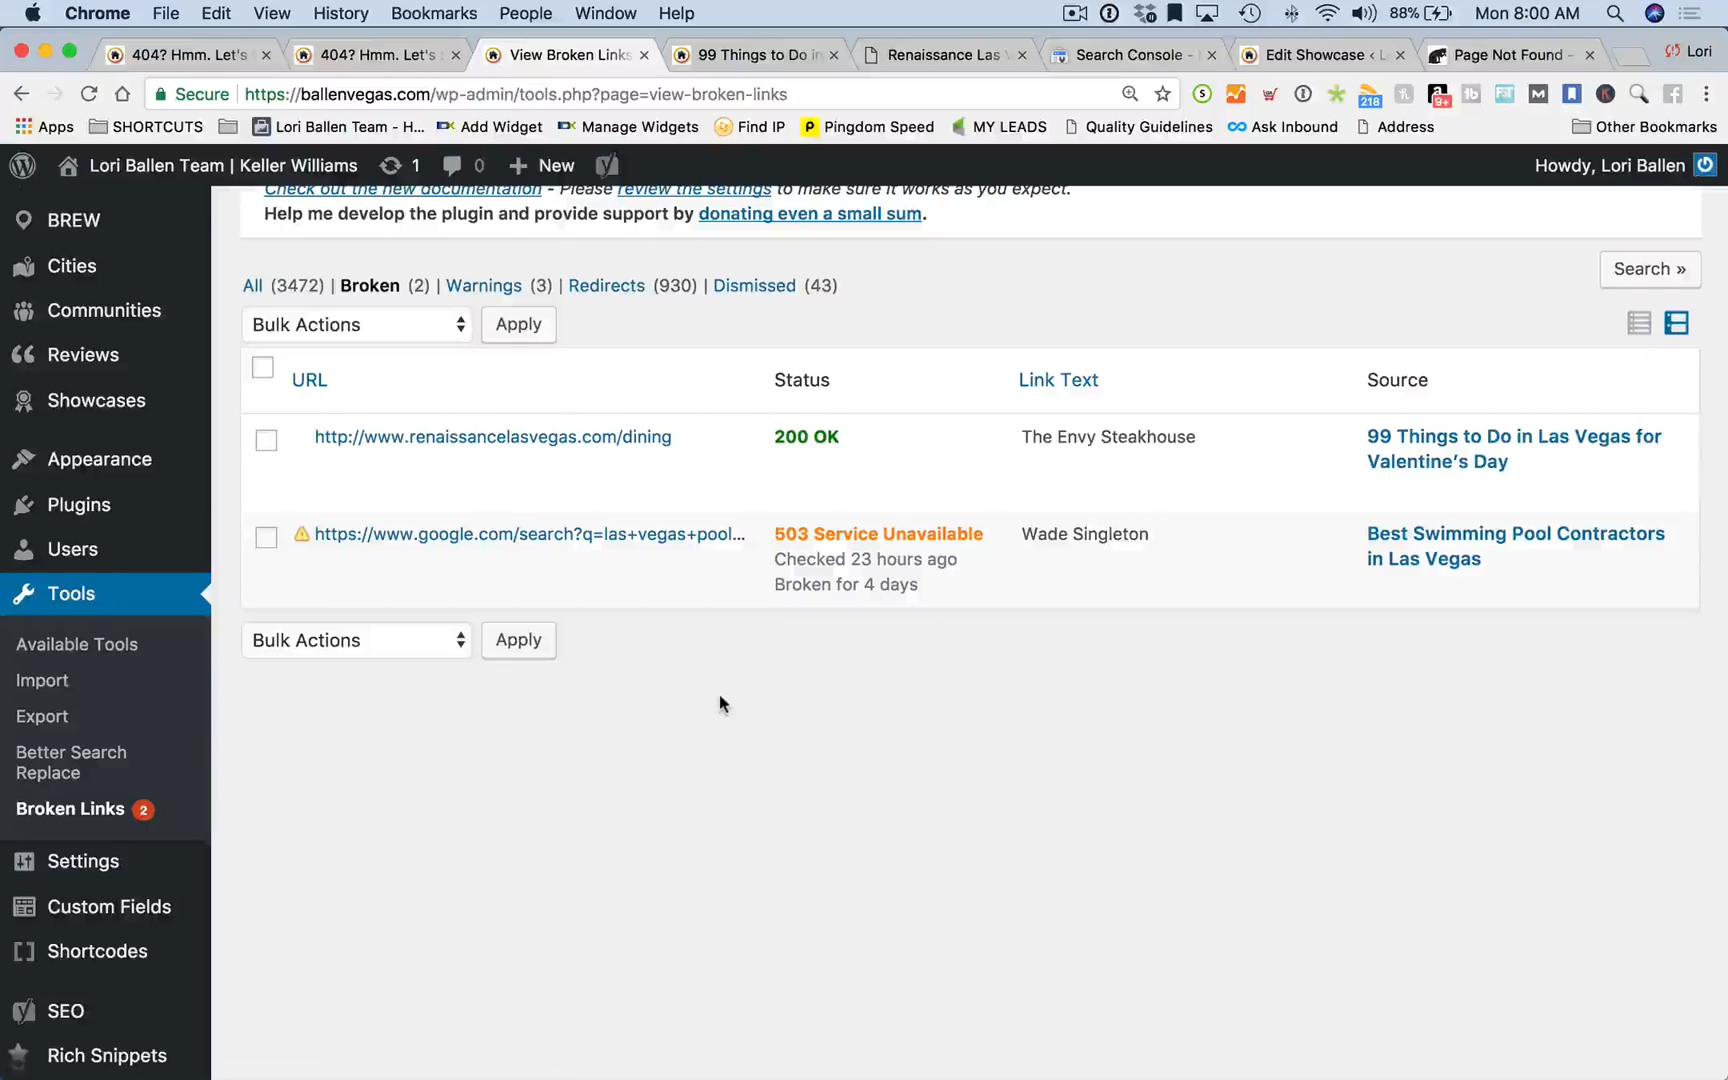 Chrome File Edit View History Bookmarks People Window Help 88% Mon 8:00 AM
404? Hmm. Let's 404? Hmm. Let's View Broken Links 99 Things to Do in Renaissance Las V Search Console - Edit Showcase ‹ L Page Not Found - Lori
Secure https://ballenvegas.com/wp-admin/tools.php?page=view-broken-links 218 9+
Apps SHORTCUTS Lori Ballen Team - H... Add Widget Manage Widgets Find IP Pingdom Speed MY LEADS Quality Guidelines Ask Inbound Address Other Bookmarks
Lori Ballen Team | Keller Williams 1 0 + New Howdy, Lori Ballen
Check out the new documentation - Please review the settings to make sure it works as you expect.
Help me develop the plugin and provide support by donating even a small sum.
Search »
All (3472) | Broken (2) | Warnings (3) | Redirects (930) | Dismissed (43)
Bulk Actions Apply
URL Status Link Text Source
http://www.renaissancelasvegas.com/dining 200 OK The Envy Steakhouse 99 Things to Do in Las Vegas for
Valentine's Day
https://www.google.com/search?q=las+vegas+pool... 503 Service Unavailable Wade Singleton Best Swimming Pool Contractors
Checked 23 hours ago in Las Vegas
Broken for 4 days
Bulk Actions Apply
BREW
Cities
Communities
Reviews
Showcases
Appearance
Plugins
Users
Tools
Available Tools
Import
Export
Better Search
Replace
Broken Links 2
Settings
Custom Fields
Shortcodes
SEO
Rich Snippets